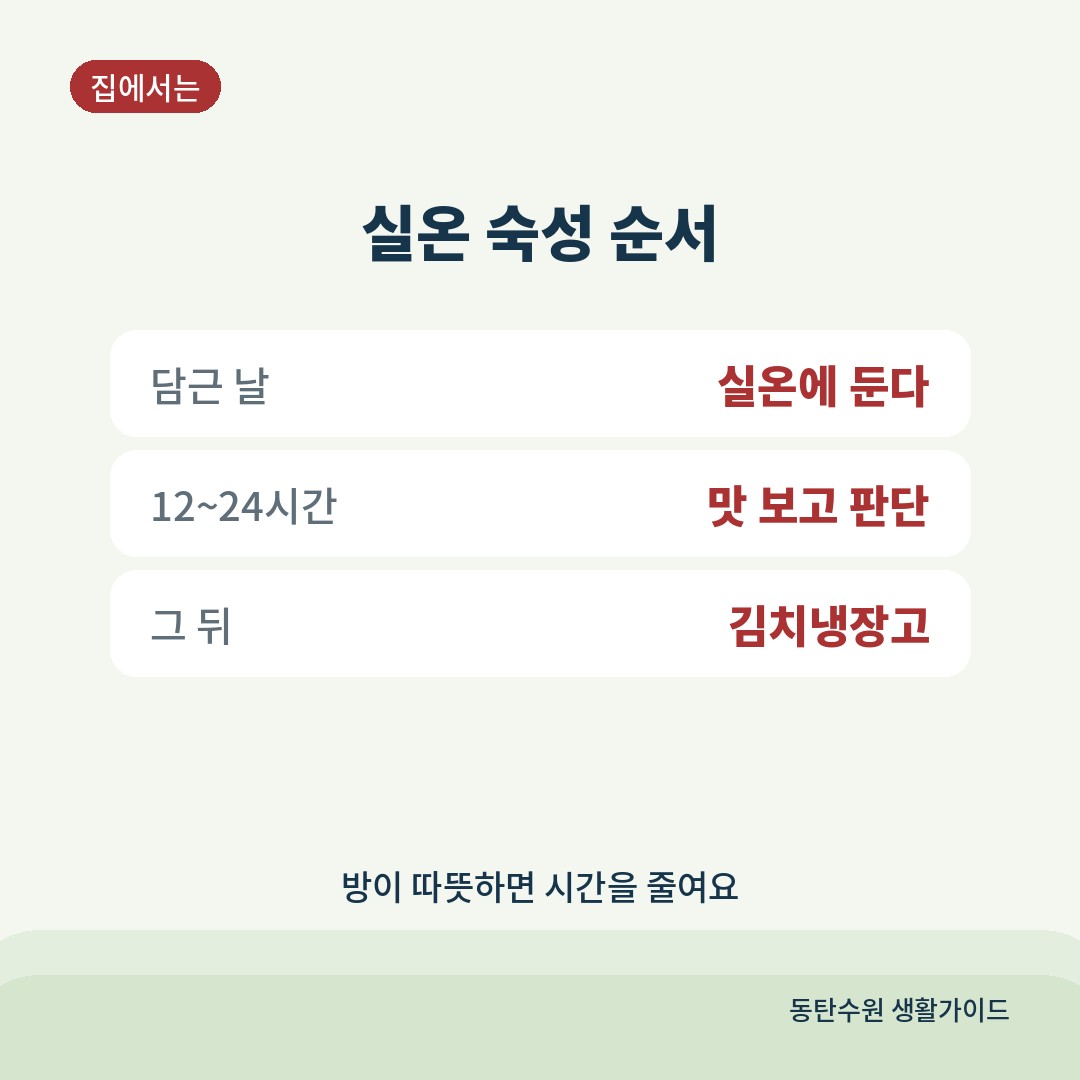 집에서는
실온 숙성 순서
담근 날 실온에 둔다
12~24시간 맛 보고 판단
그 뒤 김치냉장고
방이 따뜻하면 시간을 줄여요
동탄수원 생활가이드